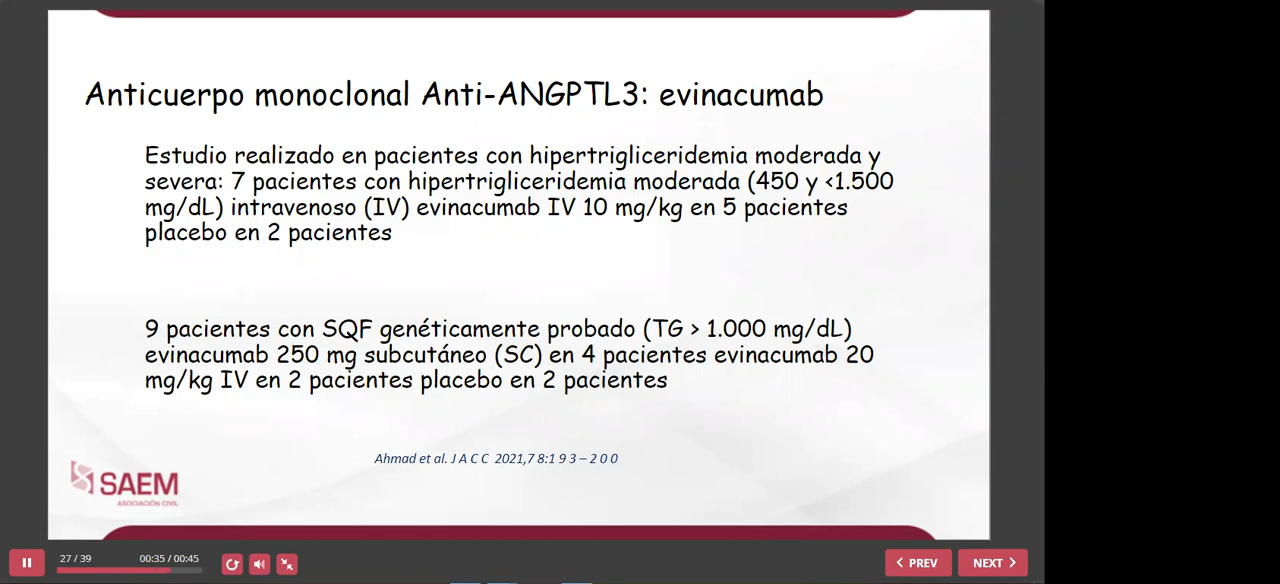 Anticuerpo monoclonal Anti-ANGPTL3: evinacumab
Estudio realizado en pacientes con hipertrigliceridemia moderada y
severa: 7 pacientes con hipertrigliceridemia moderada (450 y <1.500
mg/dL) intravenoso (IV) evinacumab IV 10 mg/kg en 5 pacientes
placebo en 2 pacientes
9 pacientes con SQF genéticamente probado (TG > 1.000 mg/dL)
evinacumab 250 mg subcutáneo (SC) en 4 pacientes evinacumab 20
mg/kg IV en 2 pacientes placebo en 2 pacientes
Ahmad et al. J A C C 2021,7 8:1 9 3 – 2 0 0
SAEM
ASOCIACIÓN CIVIL
27 / 39
00:35 / 00:45
PREV
NEXT